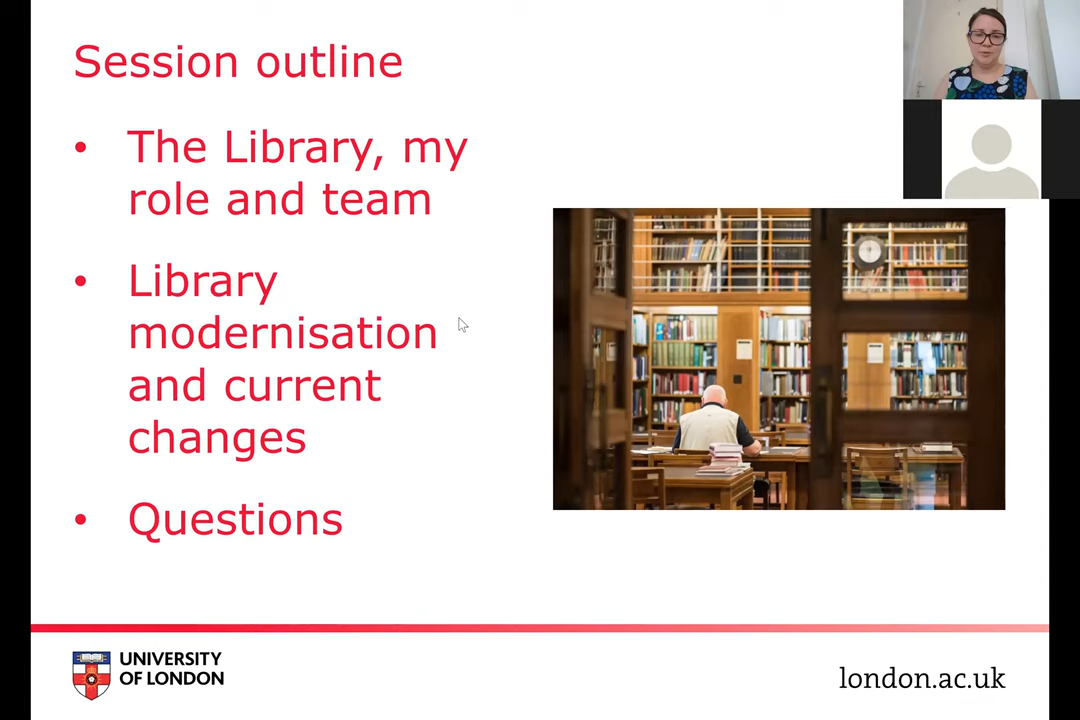 Session outline
• The Library, my
role and team
• Library
modernisation
and current
changes
• Questions
UNIVERSITY
OF LONDON
london.ac.uk